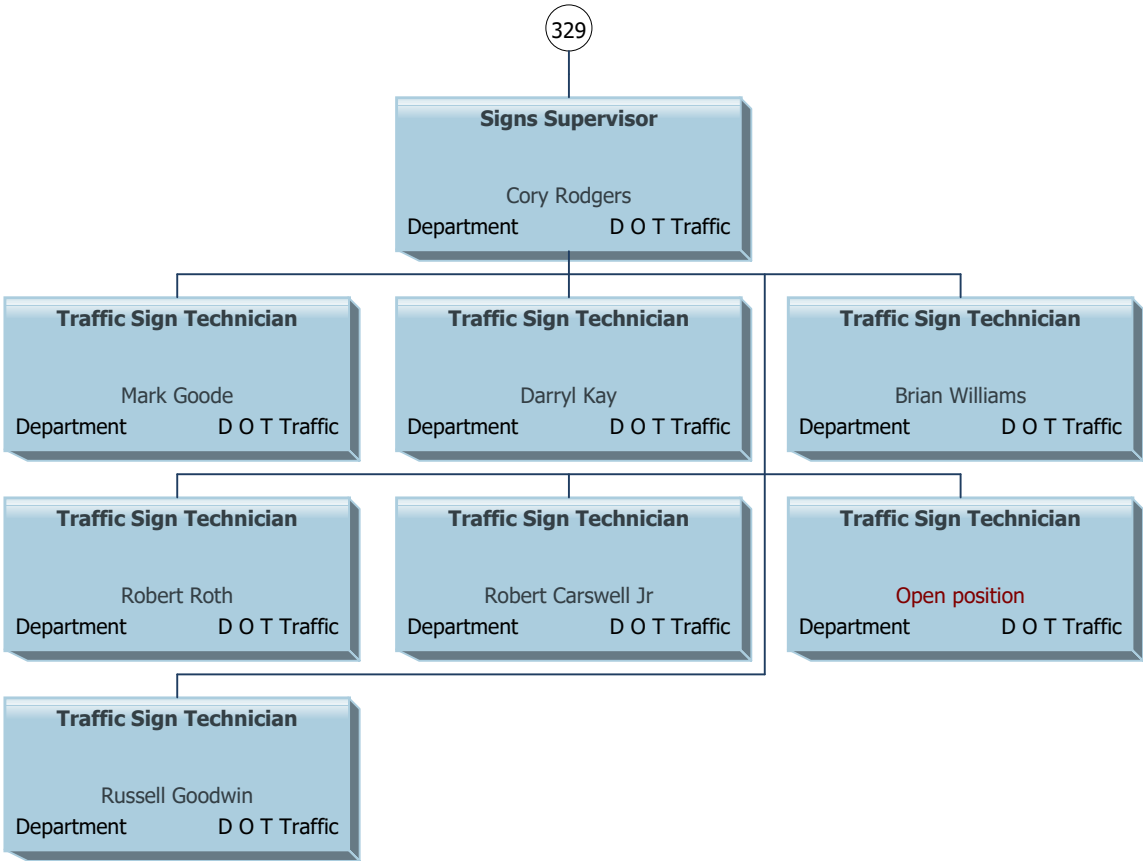 329
Signs Supervisor
Cory Rodgers
Department D O T Traffic
Traffic Sign Technician
Mark Goode
Department D O T Traffic
Traffic Sign Technician
Darryl Kay
Department D O T Traffic
Traffic Sign Technician
Brian Williams
Department D O T Traffic
Traffic Sign Technician
Robert Roth
Department D O T Traffic
Traffic Sign Technician
Robert Carswell Jr
Department D O T Traffic
Traffic Sign Technician
Open position
Department D O T Traffic
Traffic Sign Technician
Russell Goodwin
Department D O T Traffic